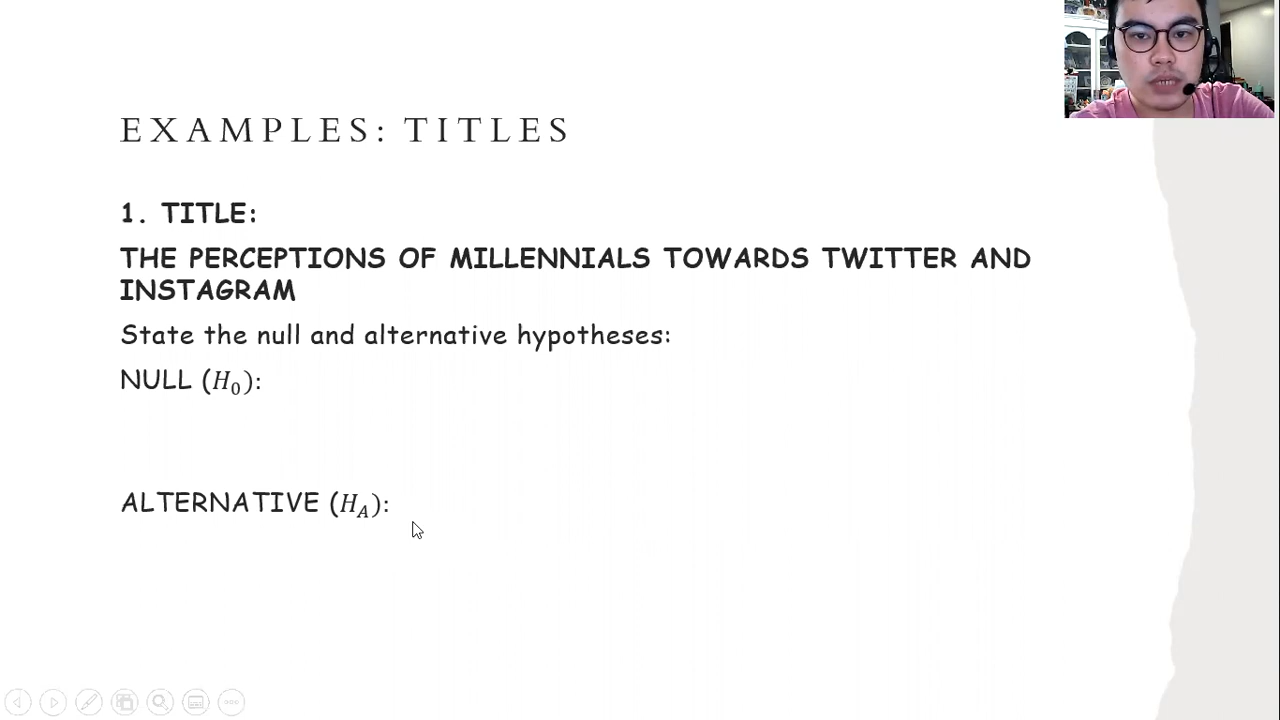 EXAMPLES: TITLES
1. TITLE:
THE PERCEPTIONS OF MILLENNIALS TOWARDS TWITTER AND
INSTAGRAM
State the null and alternative hypotheses:
NULL (𝐻₀):
ALTERNATIVE (𝐻_A):